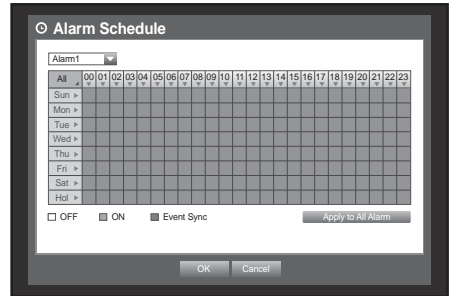 Alarm Schedule
Alarm1
All 00 01 02 03 04 05 06 07 08 09 10 11 12 13 14 15 16 17 18 19 20 21 22 23
Sun
Mon
Tue
Wed
Thu
Fri
Sat
Hol
OFF ON Event Sync Apply to All Alarm
OK Cancel